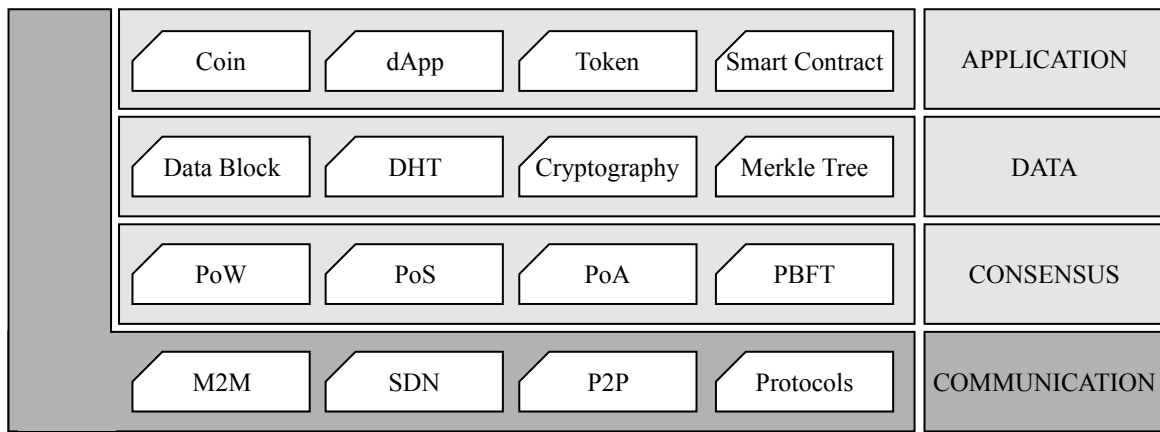 Coin
dApp
Token
Smart Contract
APPLICATION
Data Block
DHT
Cryptography
Merkle Tree
DATA
PoW
PoS
PoA
PBFT
CONSENSUS
M2M
SDN
P2P
Protocols
COMMUNICATION